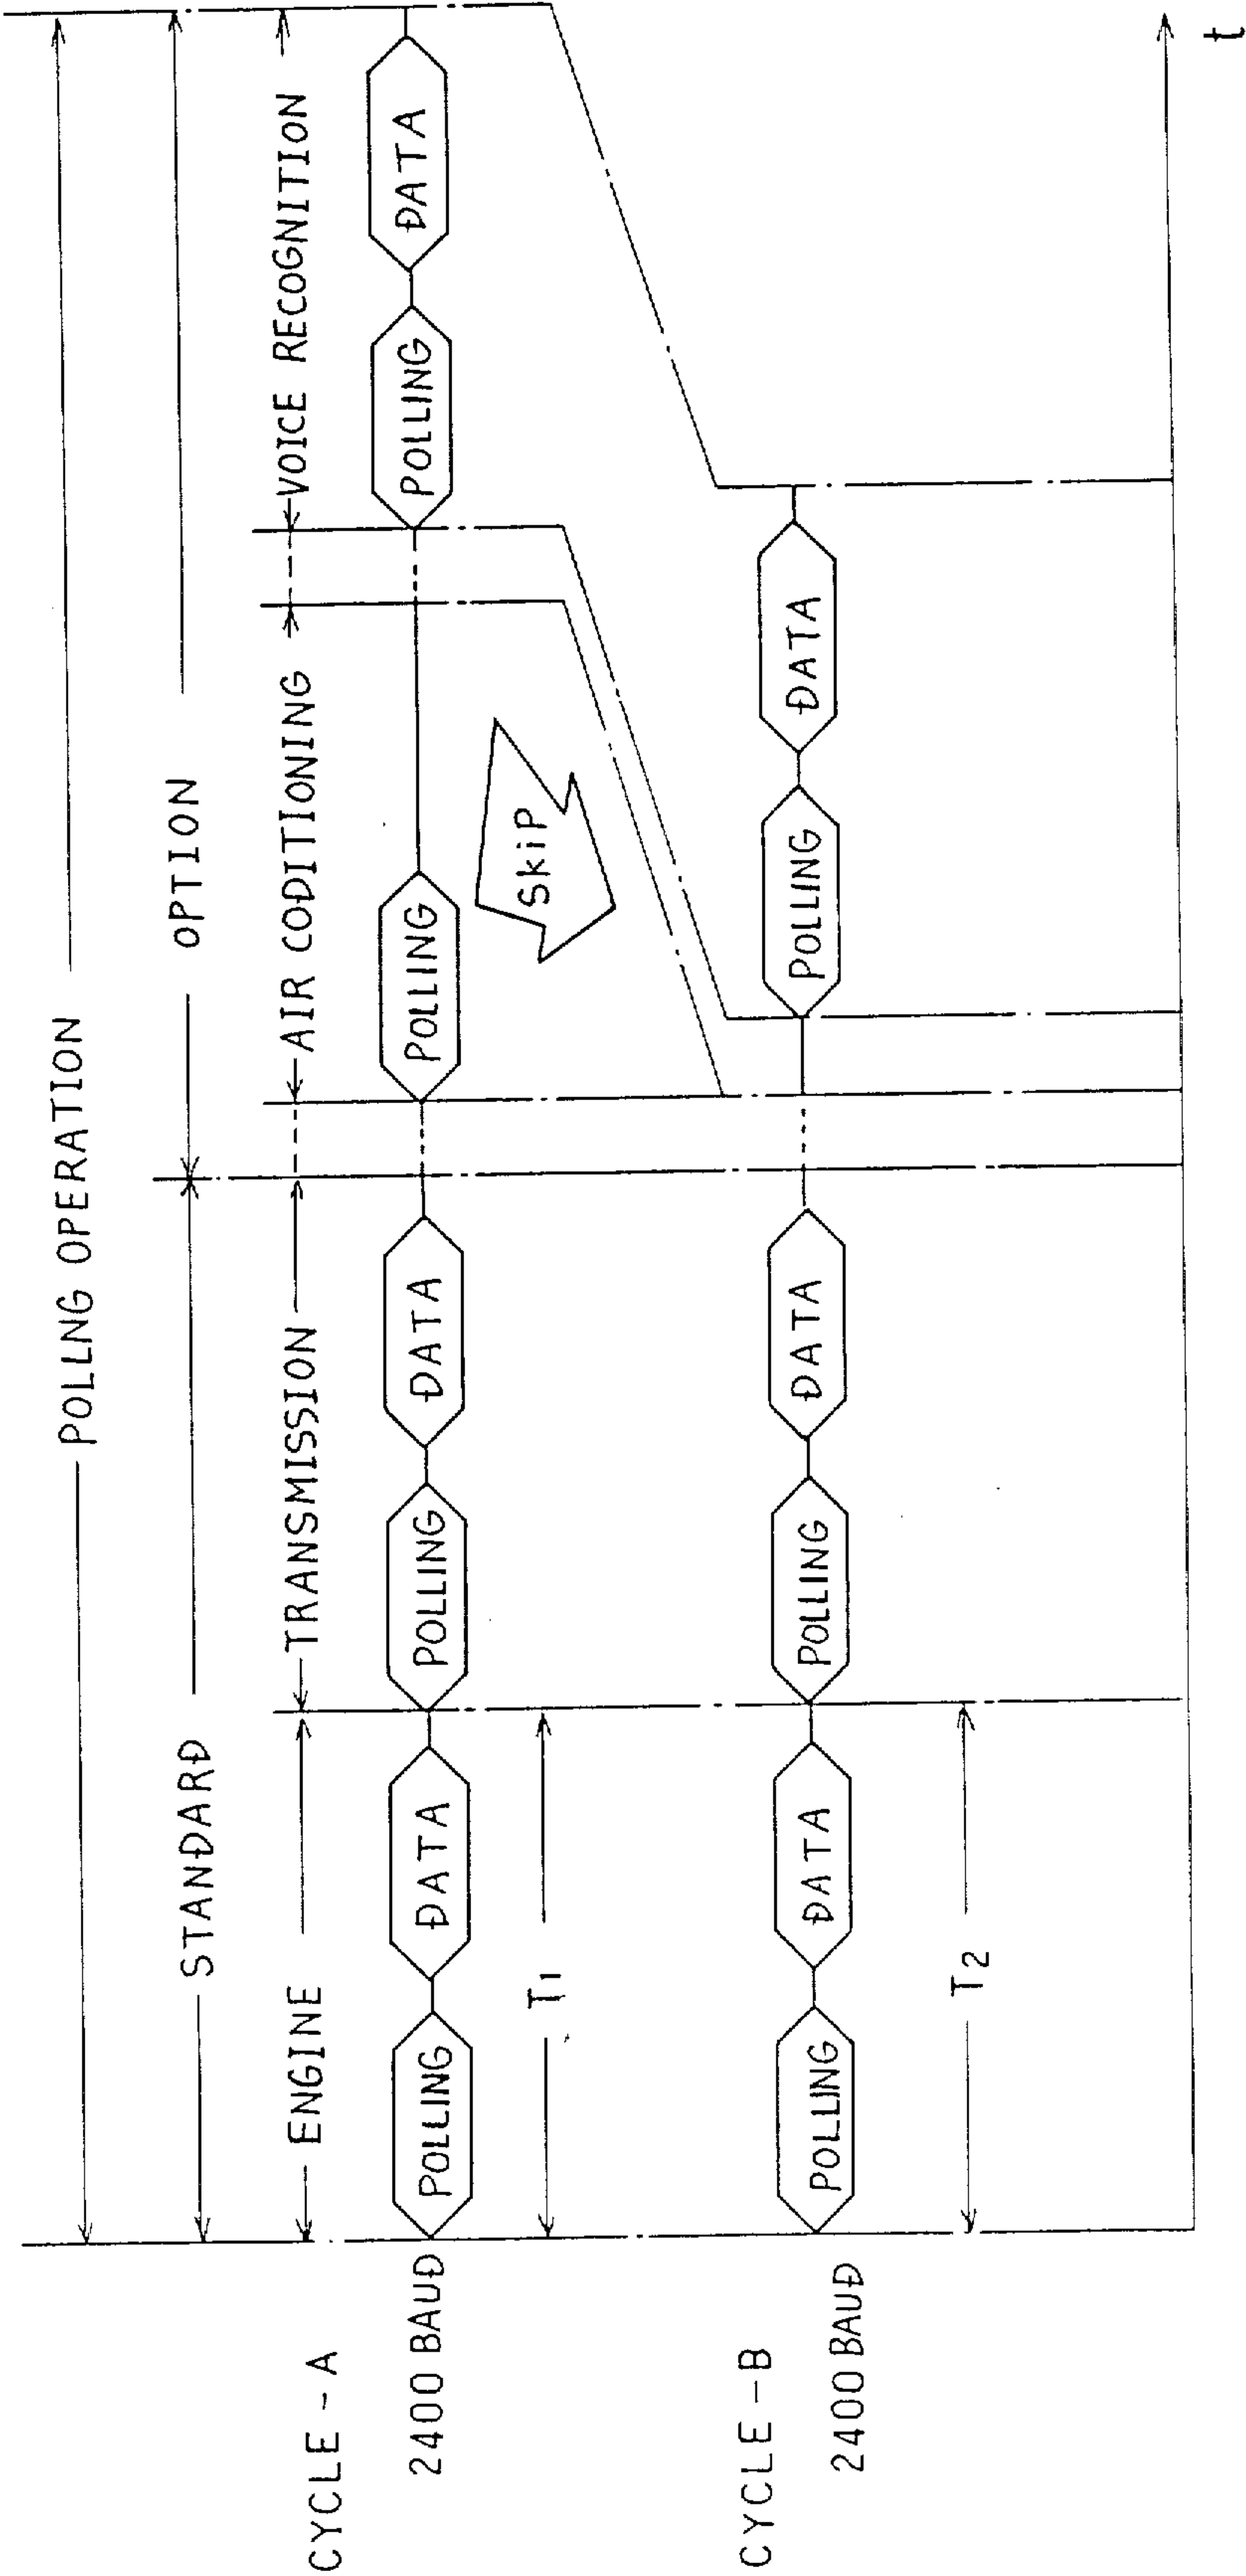 POLLNG OPERATION
STANDARD
OPTION
ENGINE
TRANSMISSION
AIR CODITIONING
VOICE RECOGNITION
CYCLE - A
2400 BAUD
POLLING
DATA
POLLING
DATA
POLLING
POLLING
DATA
T1
SkiP
CYCLE - B
2400 BAUD
POLLING
DATA
POLLING
DATA
POLLING
DATA
T2
t